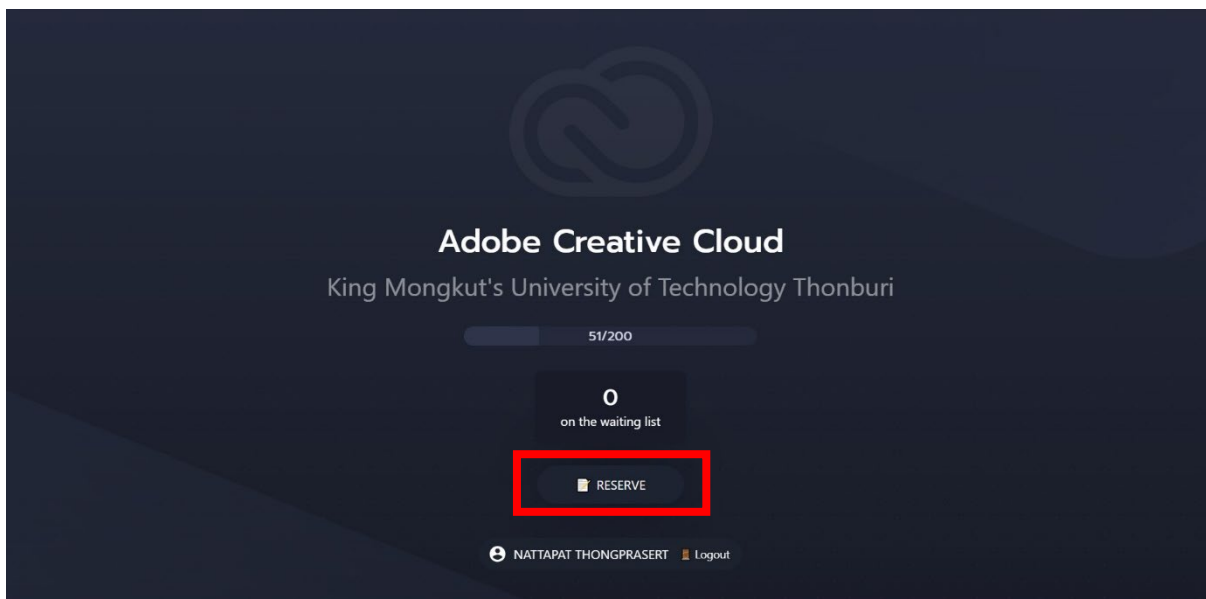 Adobe Creative Cloud
King Mongkut's University of Technology Thonburi
51/200
0
on the waiting list
RESERVE
NATTAPAT THONGPRASERT Logout